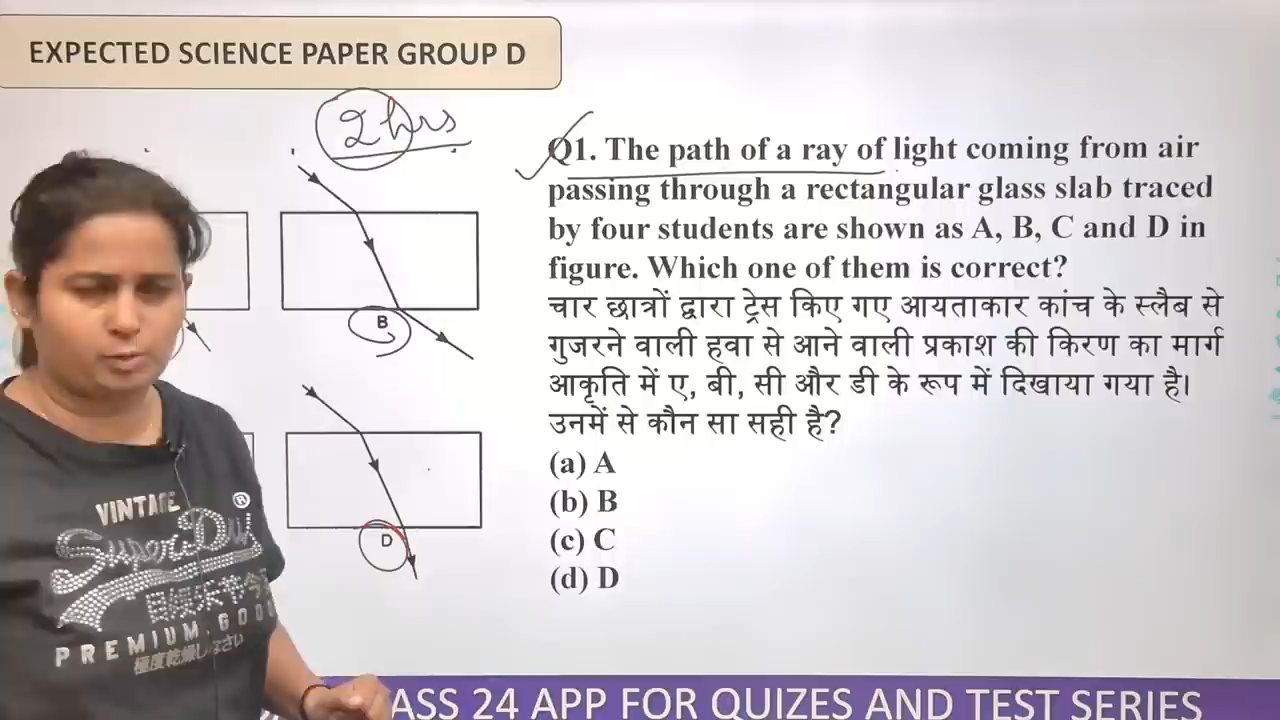 EXPECTED SCIENCE PAPER GROUP D
2 hrs
Q1. The path of a ray of light coming from air
passing through a rectangular glass slab traced
by four students are shown as A, B, C and D in
figure. Which one of them is correct?
चार छात्रों द्वारा ट्रेस किए गए आयताकार कांच के स्लैब से
गुजरने वाली हवा से आने वाली प्रकाश की किरण का मार्ग
आकृति में ए, बी, सी और डी के रूप में दिखाया गया है।
उनमें से कौन सा सही है?
(a) A
(b) B
(c) C
(d) D
B
D
VINTAGE ®
SuperDry
PREMIUM GOOD
ASS 24 APP FOR QUIZES AND TEST SERIES